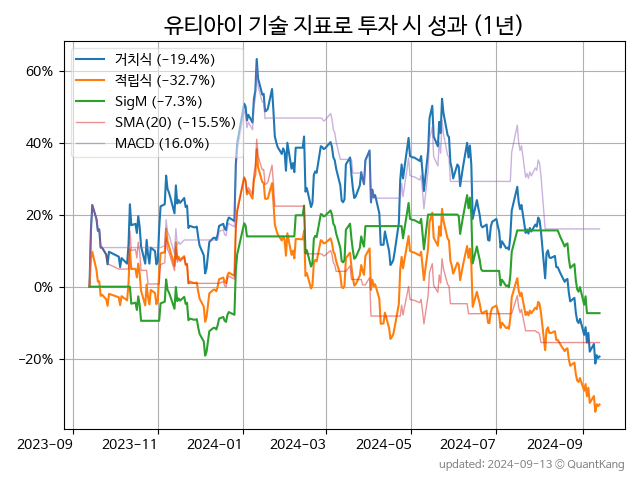 유티아이 기술 지표로 투자 시 성과 (1년)
거치식 (−19.4%)
적립식 (−32.7%)
SigM (−7.3%)
SMA(20) (−15.5%)
MACD (16.0%)
60%
40%
20%
0%
−20%
2023-09 2023-11 2024-01 2024-03 2024-05 2024-07 2024-09
updated: 2024-09-13 © QuantKang